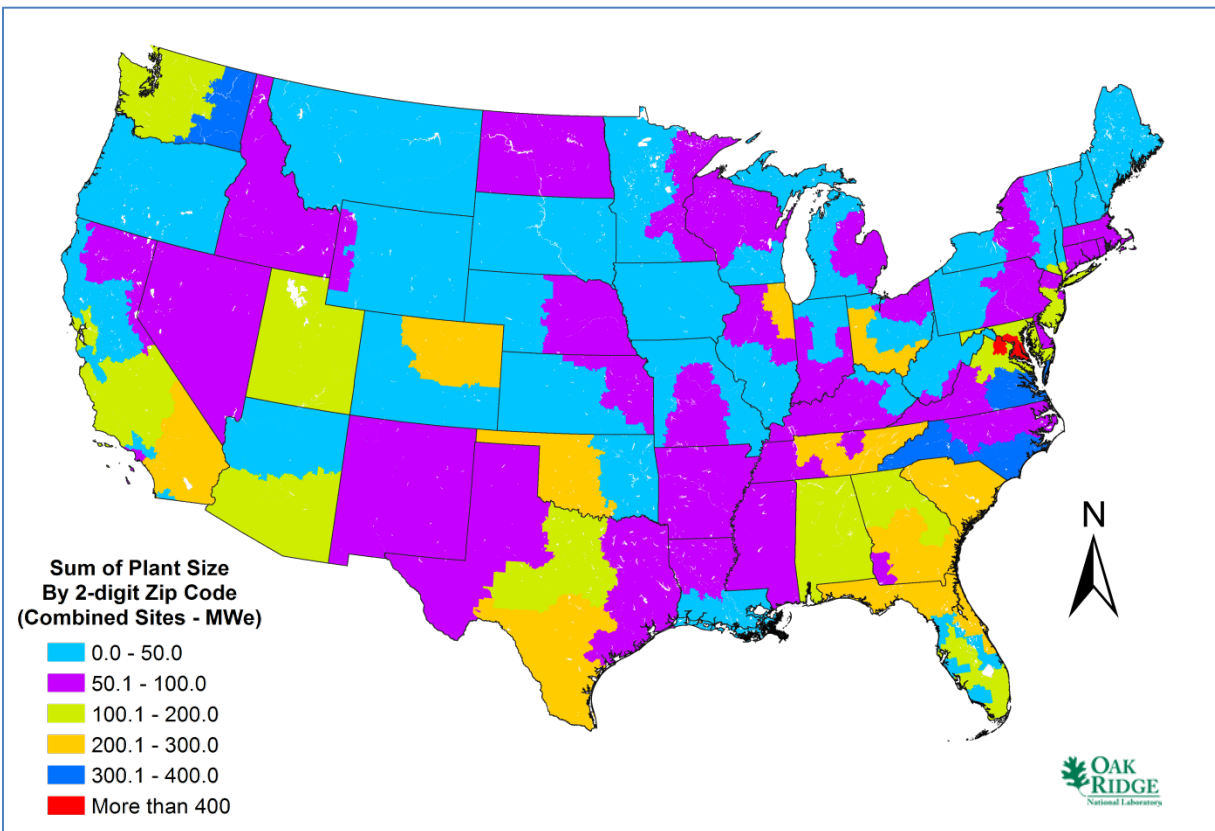 N
Sum of Plant Size
By 2-digit Zip Code
(Combined Sites - MWe)
0.0 - 50.0
50.1 - 100.0
100.1 - 200.0
200.1 - 300.0
300.1 - 400.0
More than 400
OAK
RIDGE
National Laboratory